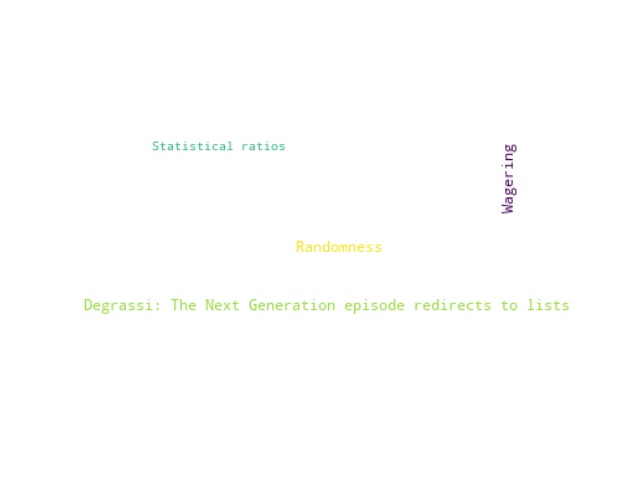 Statistical ratios
Wagering
Randomness
Degrassi: The Next Generation episode redirects to lists